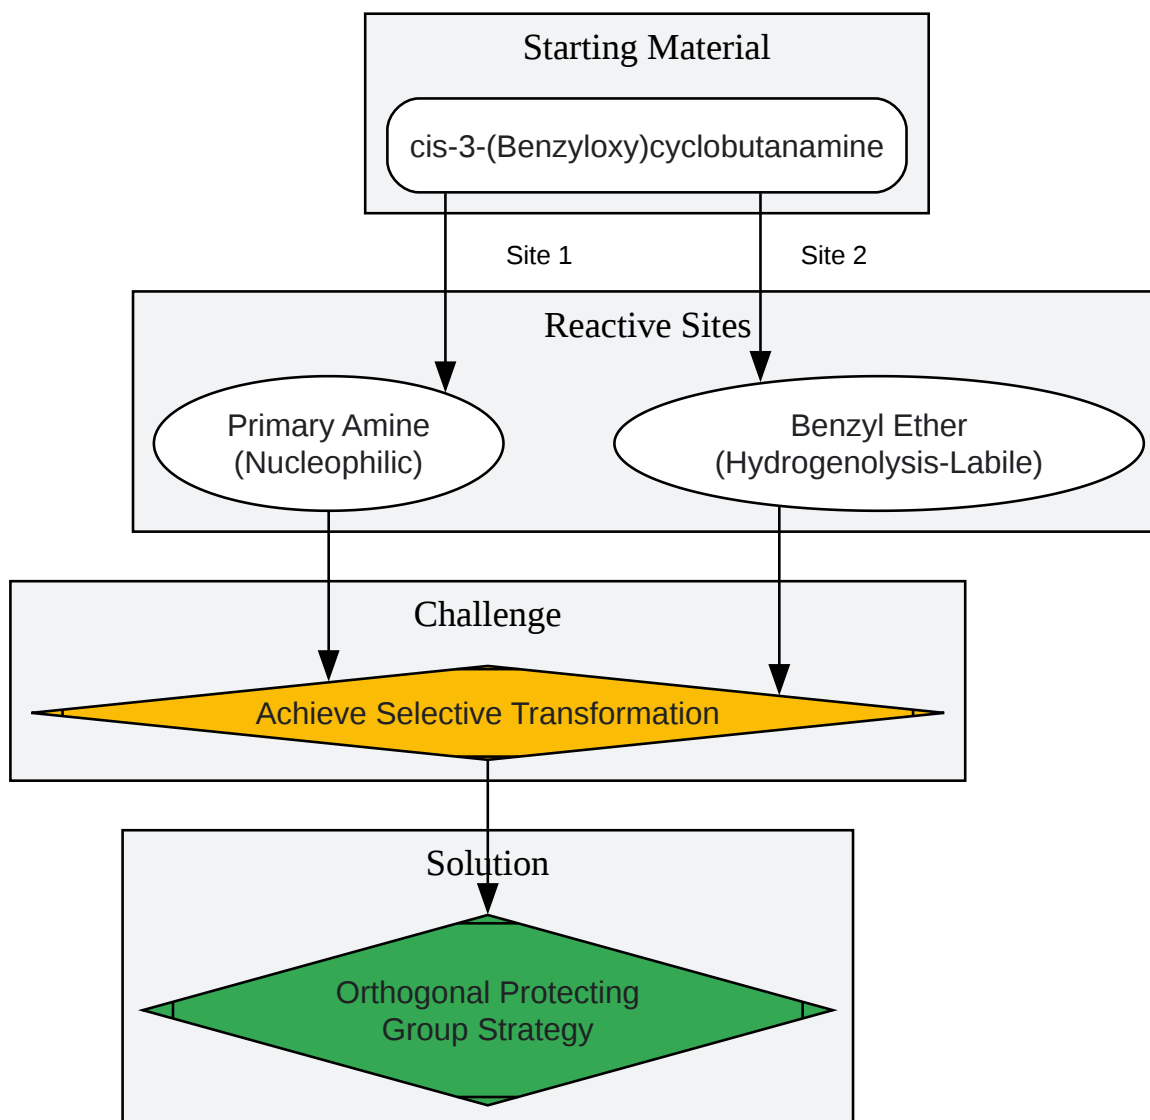 Starting Material
cis-3-(Benzyloxy)cyclobutanamine
Site 1
Site 2
Reactive Sites
Primary Amine
(Nucleophilic)
Benzyl Ether
(Hydrogenolysis-Labile)
Challenge
Achieve Selective Transformation
Solution
Orthogonal Protecting
Group Strategy